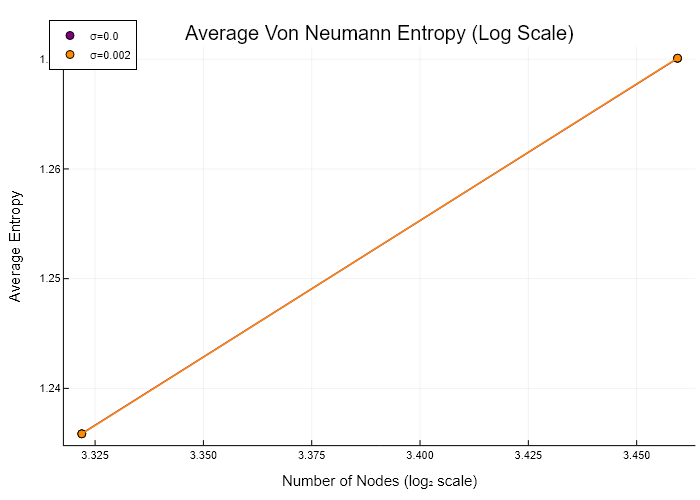 Average Von Neumann Entropy (Log Scale)
σ=0.0
σ=0.002
1.
1.26
1.25
1.24
Average Entropy
3.325
3.350
3.375
3.400
3.425
3.450
Number of Nodes (log₂ scale)